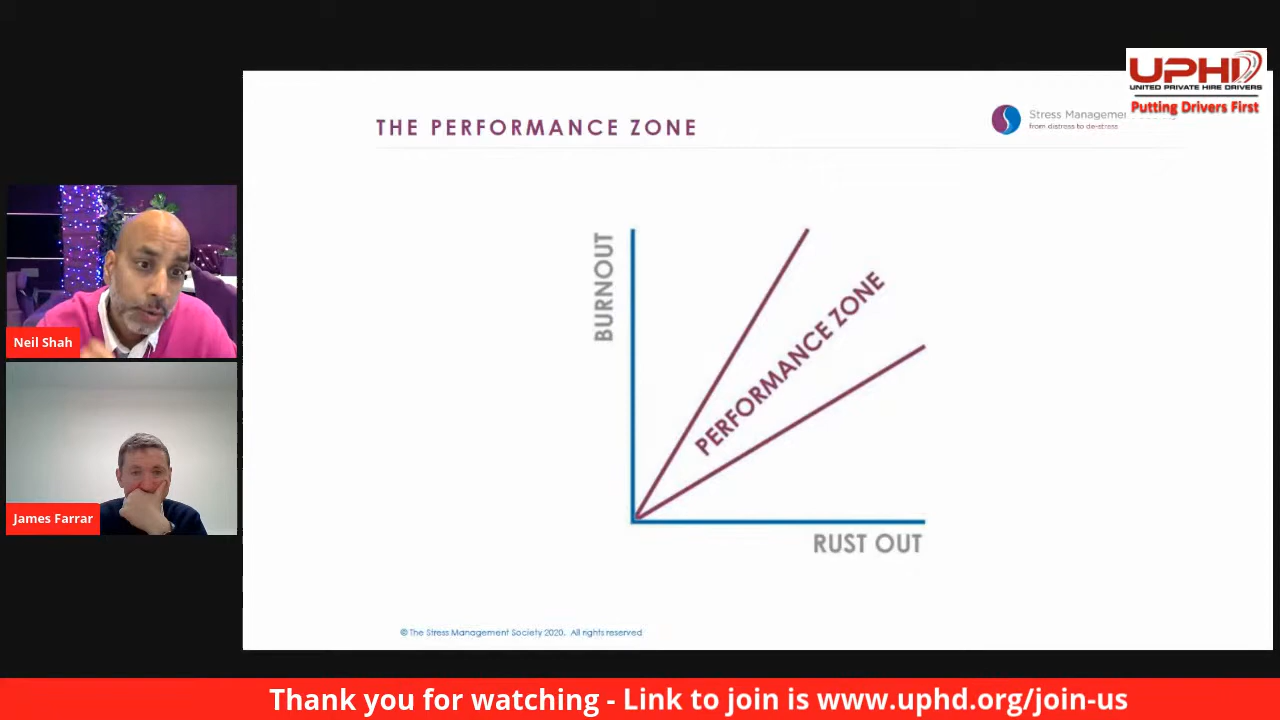 UPHD
UNITED PRIVATE HIRE DRIVERS
Putting Drivers First
THE PERFORMANCE ZONE
Stress Management
from distress to de-stress
BURNOUT
PERFORMANCE ZONE
RUST OUT
Neil Shah
James Farrar
© The Stress Management Society 2020. All rights reserved
Thank you for watching - Link to join is www.uphd.org/join-us